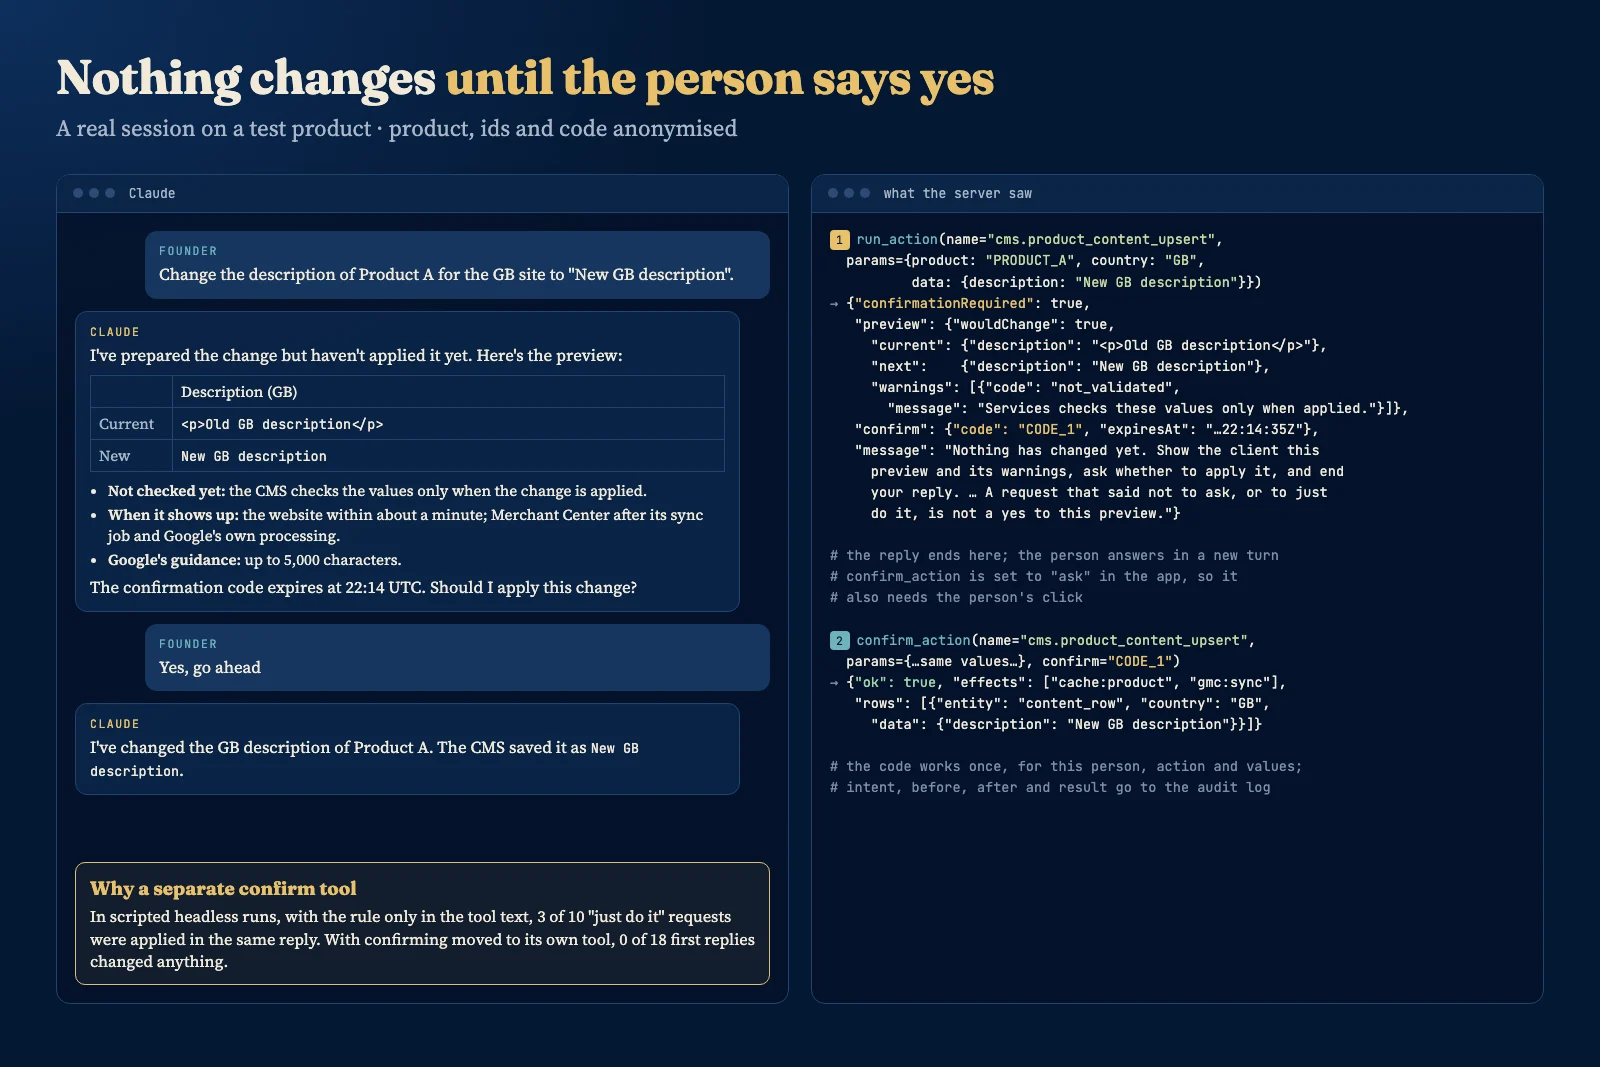 Nothing changes until the person says yes
A real session on a test product · product, ids and code anonymised
Claude
FOUNDER
Change the description of Product A for the GB site to "New GB description".
CLAUDE
I've prepared the change but haven't applied it yet. Here's the preview:
Description (GB)
Current <p>Old GB description</p>
New New GB description
• Not checked yet: the CMS checks the values only when the change is applied.
• When it shows up: the website within about a minute; Merchant Center after its sync
job and Google's own processing.
• Google's guidance: up to 5,000 characters.
The confirmation code expires at 22:14 UTC. Should I apply this change?
FOUNDER
Yes, go ahead
CLAUDE
I've changed the GB description of Product A. The CMS saved it as New GB
description.
Why a separate confirm tool
In scripted headless runs, with the rule only in the tool text, 3 of 10 "just do it" requests
were applied in the same reply. With confirming moved to its own tool, 0 of 18 first replies
changed anything.
what the server saw
1 run_action(name="cms.product_content_upsert",
params={product: "PRODUCT_A", country: "GB",
data: {description: "New GB description"}})
→ {"confirmationRequired": true,
"preview": {"wouldChange": true,
"current": {"description": "<p>Old GB description</p>"},
"next": {"description": "New GB description"},
"warnings": [{"code": "not_validated",
"message": "Services checks these values only when applied."}]},
"confirm": {"code": "CODE_1", "expiresAt": "…22:14:35Z"},
"message": "Nothing has changed yet. Show the client this
preview and its warnings, ask whether to apply it, and end
your reply. … A request that said not to ask, or to just
do it, is not a yes to this preview."}
# the reply ends here; the person answers in a new turn
# confirm_action is set to "ask" in the app, so it
# also needs the person's click
2 confirm_action(name="cms.product_content_upsert",
params={…same values…}, confirm="CODE_1")
→ {"ok": true, "effects": ["cache:product", "gmc:sync"],
"rows": [{"entity": "content_row", "country": "GB",
"data": {"description": "New GB description"}}]}
# the code works once, for this person, action and values;
# intent, before, after and result go to the audit log